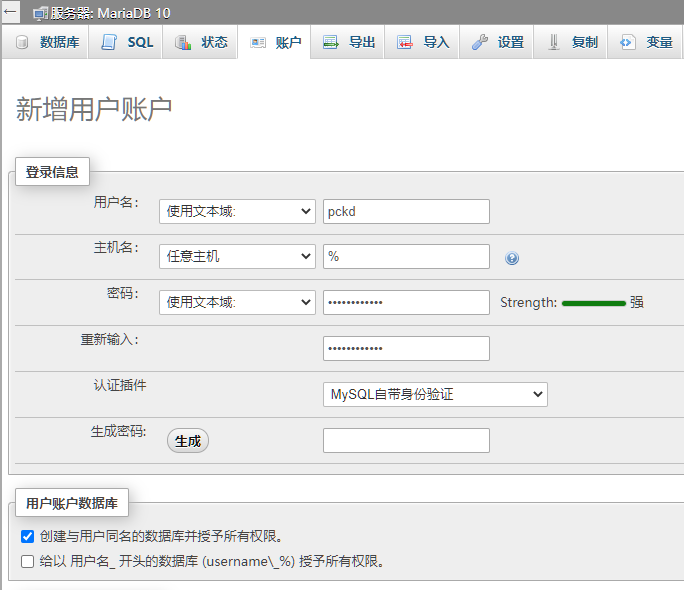 服务器: MariaDB 10
数据库 SQL 状态 账户 导出 导入 设置 复制 变量
新增用户账户
登录信息
用户名: 使用文本域: pckd
主机名: 任意主机 %
密码: 使用文本域: •••••••••••• Strength: 强
重新输入: ••••••••••••
认证插件 MySQL自带身份验证
生成密码: 生成
用户账户数据库
创建与用户同名的数据库并授予所有权限。
给以 用户名_ 开头的数据库 (username\_%) 授予所有权限。